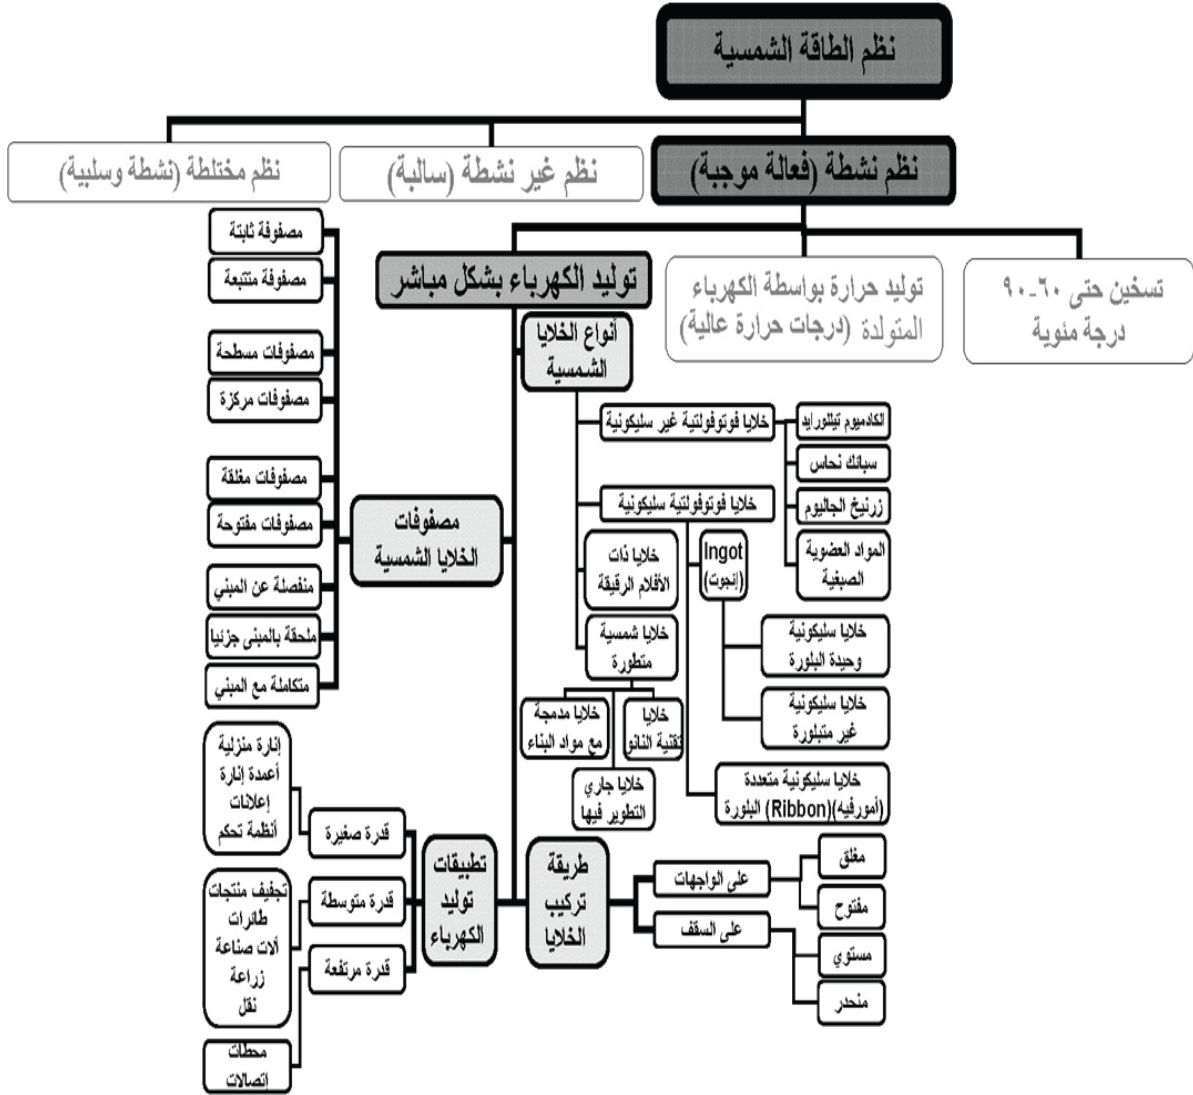 نظم الطاقة الشمسية
نظم نشطة (فعالة موجبة)
نظم غير نشطة (سالبة)
نظم مختلطة (نشطة وسلبية)
تسخين حتى ٦٠-٩٠
درجة مئوية
توليد حرارة بواسطة الكهرباء
المتولدة (درجات حرارة عالية)
توليد الكهرباء بشكل مباشر
أنواع الخلايا
الشمسية
خلايا فوتوفولتية غير سليكونية
الكادميوم تيللورايد
سبائك نحاس
زرنيخ الجاليوم
المواد العضوية
الصبغية
خلايا فوتوفولتية سليكونية
Ingot
(إنجوت)
خلايا سليكونية
وحيدة البلورة
خلايا سليكونية
غير متبلورة
خلايا سليكونية متعددة
البلورة (Ribbon)(أمورفيه)
خلايا ذات
الأفلام الرقيقة
خلايا شمسية
متطورة
خلايا
تقنية النانو
خلايا مدمجة
مع مواد البناء
خلايا جاري
التطوير فيها
مصفوفات
الخلايا الشمسية
مصفوفة ثابتة
مصفوفة متتبعة
مصفوفات مسطحة
مصفوفات مركزة
مصفوفات مغلقة
مصفوفات مفتوحة
منفصلة عن المبني
ملحقة بالمبنى جزئيا
متكاملة مع المبني
طريقة
تركيب
الخلايا
على الواجهات
مغلق
مفتوح
على السقف
مستوي
منحدر
تطبيقات
توليد
الكهرباء
قدرة صغيرة
إنارة منزلية
أعمدة إنارة
إعلانات
أنظمة تحكم
قدرة متوسطة
تجفيف منتجات
طائرات
ألات صناعة
زراعة
نقل
قدرة مرتفعة
محطات
إتصالات